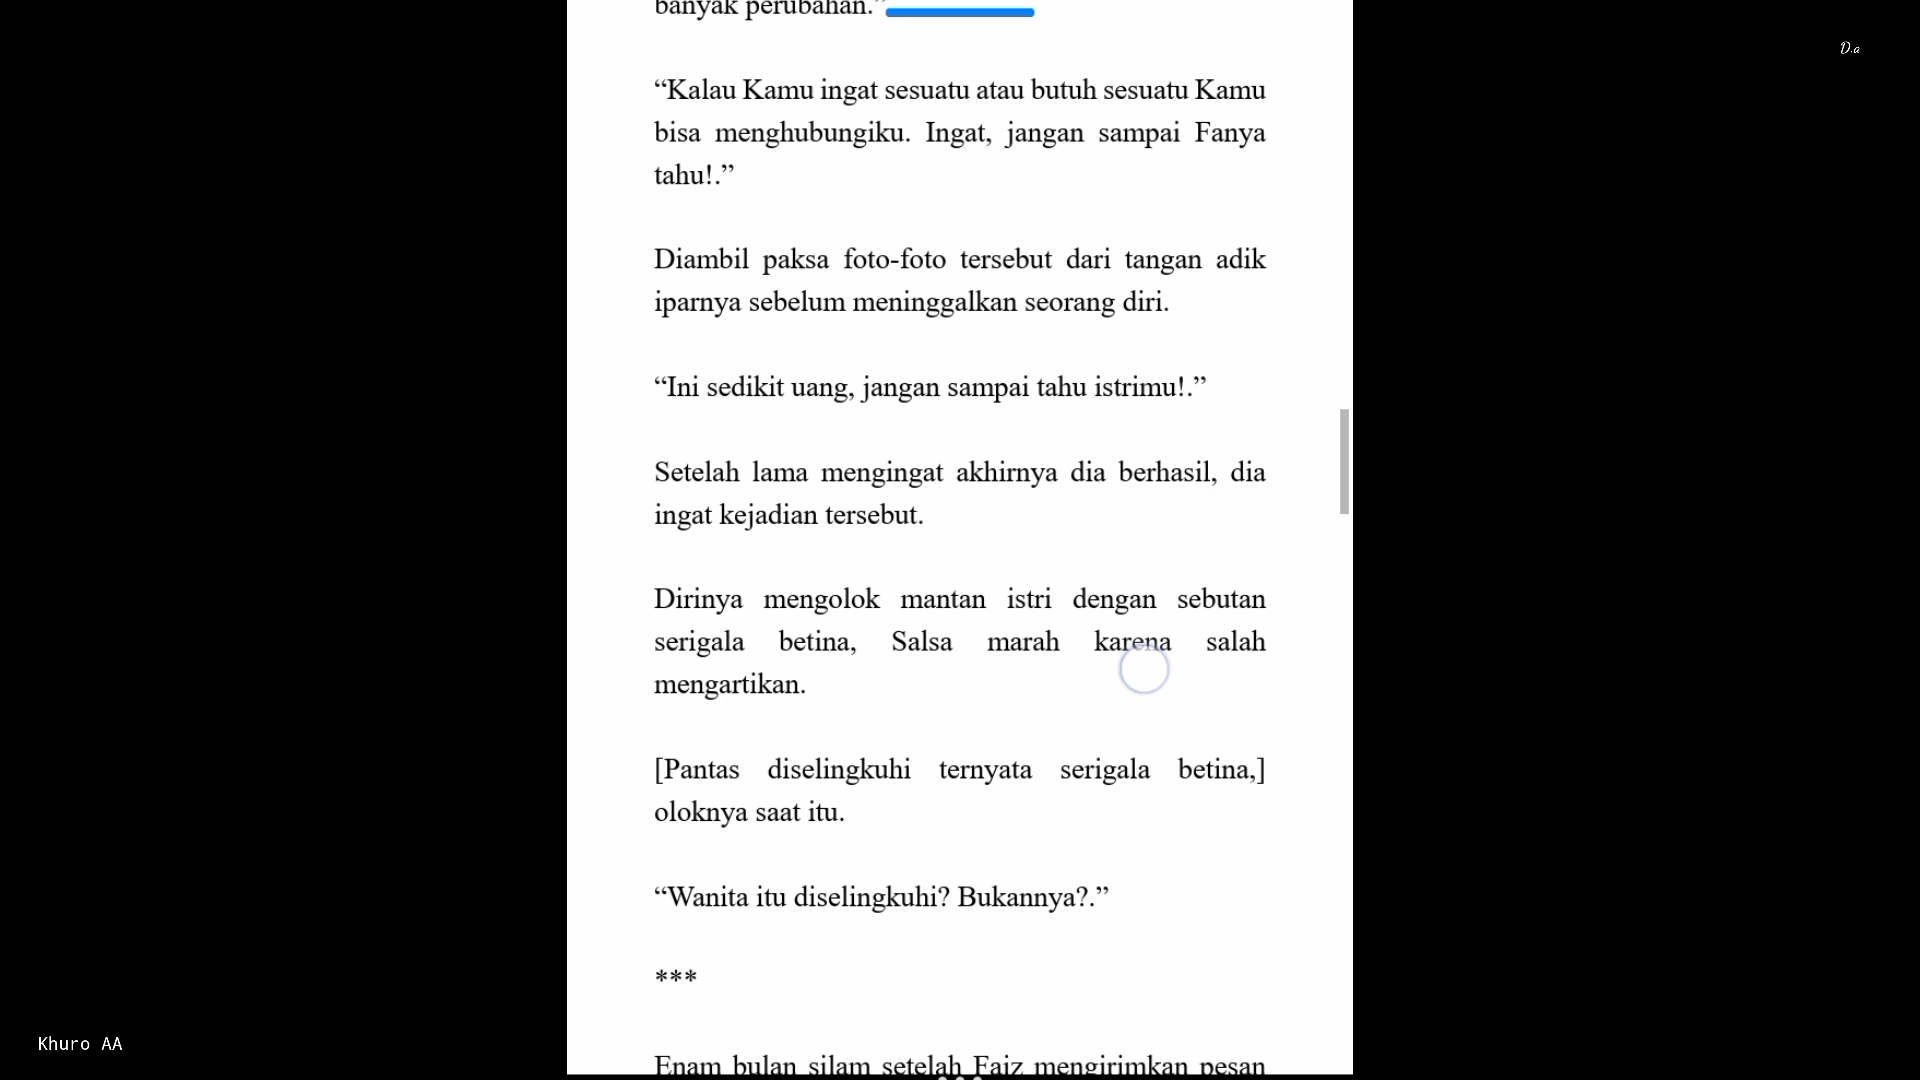 banyak perubahan.”
D.a
“Kalau Kamu ingat sesuatu atau butuh sesuatu Kamu
bisa menghubungiku. Ingat, jangan sampai Fanya
tahu!.”
Diambil paksa foto-foto tersebut dari tangan adik
iparnya sebelum meninggalkan seorang diri.
“Ini sedikit uang, jangan sampai tahu istrimu!.”
Setelah lama mengingat akhirnya dia berhasil, dia
ingat kejadian tersebut.
Dirinya mengolok mantan istri dengan sebutan
serigala betina, Salsa marah karena salah
mengartikan.
[Pantas diselingkuhi ternyata serigala betina,]
oloknya saat itu.
“Wanita itu diselingkuhi? Bukannya?.”
***
Khuro AA
Enam bulan silam setelah Faiz mengirimkan pesan